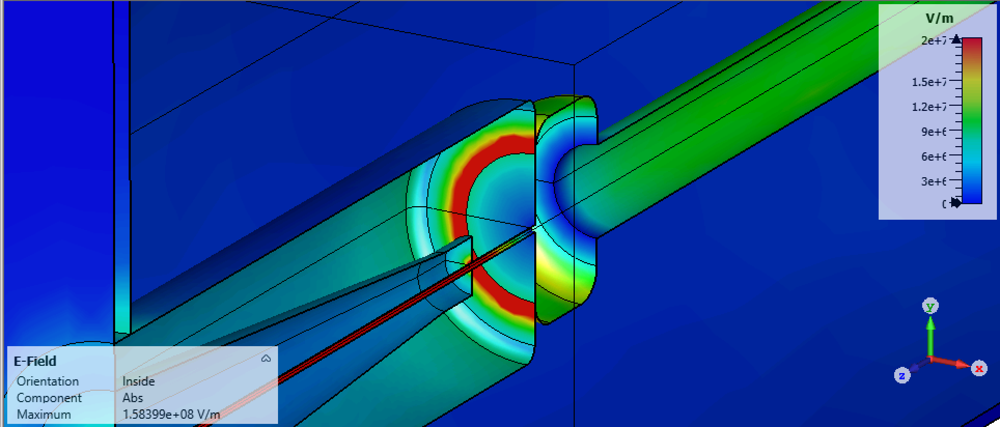 V/m
2e+7
1.5e+7
1.2e+7
9e+6
6e+6
3e+6
0
y
x
z
E-Field
Orientation Inside
Component Abs
Maximum 1.58399e+08 V/m